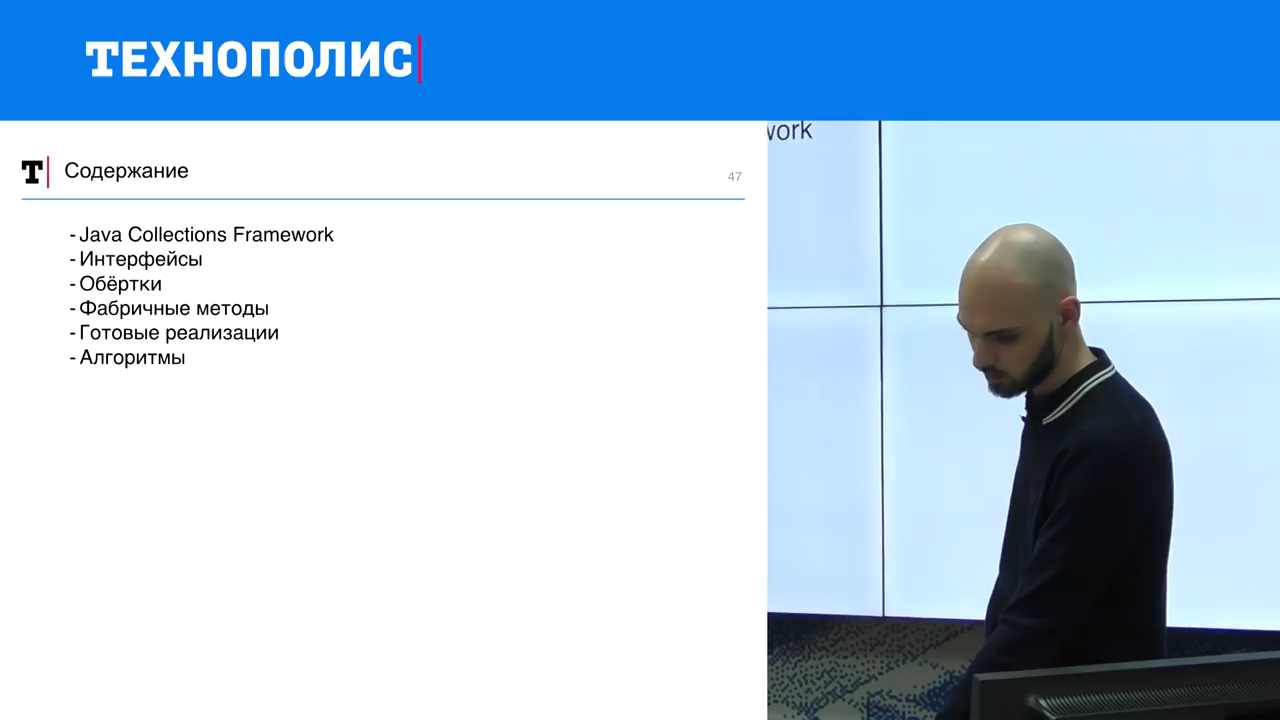 ТЕХНОПОЛИС
Т Содержание
47
- Java Collections Framework
- Интерфейсы
- Обёртки
- Фабричные методы
- Готовые реализации
- Алгоритмы
work